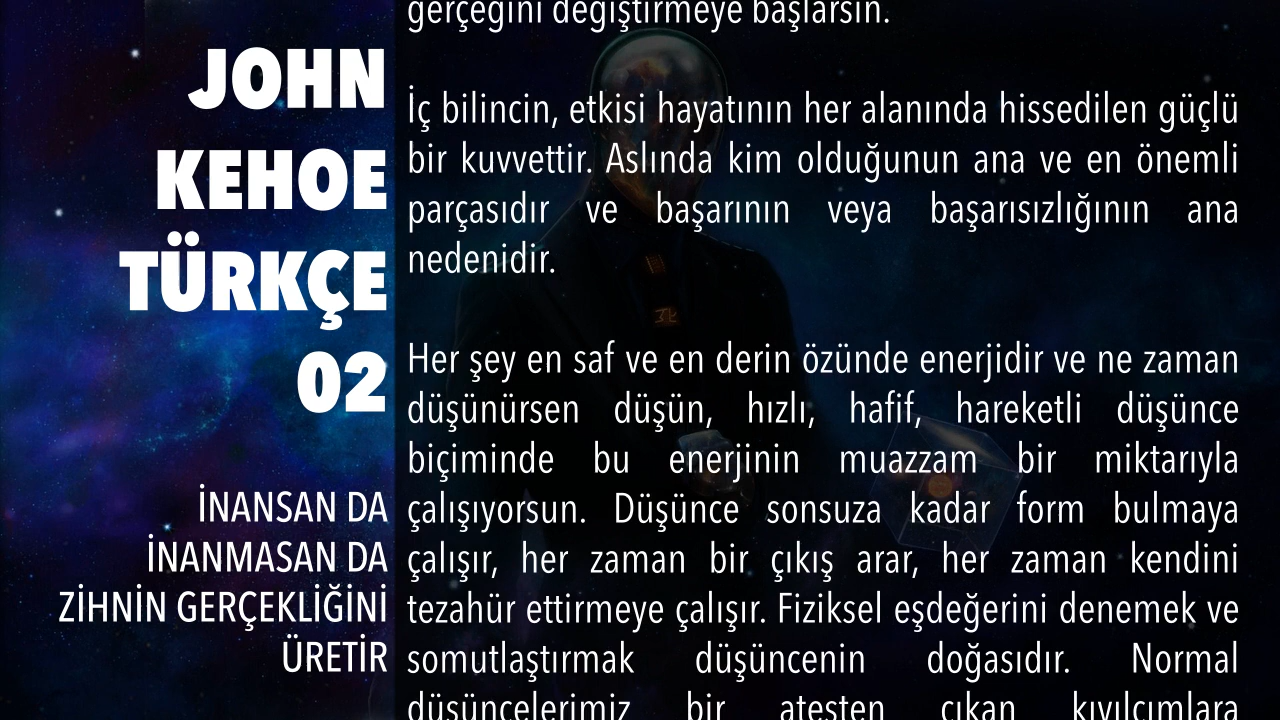 JOHN
KEHOE
TÜRKÇE
02
İNANSAN DA
İNANMASAN DA
ZİHNİN GERÇEKLİĞİNİ
ÜRETİR
gerçeğini değiştirmeye başlarsın.
İç bilincin, etkisi hayatının her alanında hissedilen güçlü
bir kuvvettir. Aslında kim olduğunun ana ve en önemli
parçasıdır ve başarının veya başarısızlığının ana
nedenidir.
Her şey en saf ve en derin özünde enerjidir ve ne zaman
düşünürsen düşün, hızlı, hafif, hareketli düşünce
biçiminde bu enerjinin muazzam bir miktarıyla
çalışıyorsun. Düşünce sonsuza kadar form bulmaya
çalışır, her zaman bir çıkış arar, her zaman kendini
tezahür ettirmeye çalışır. Fiziksel eşdeğerini denemek ve
somutlaştırmak düşüncenin doğasıdır. Normal
düşüncelerimiz bir ateşten çıkan kıvılcımlara